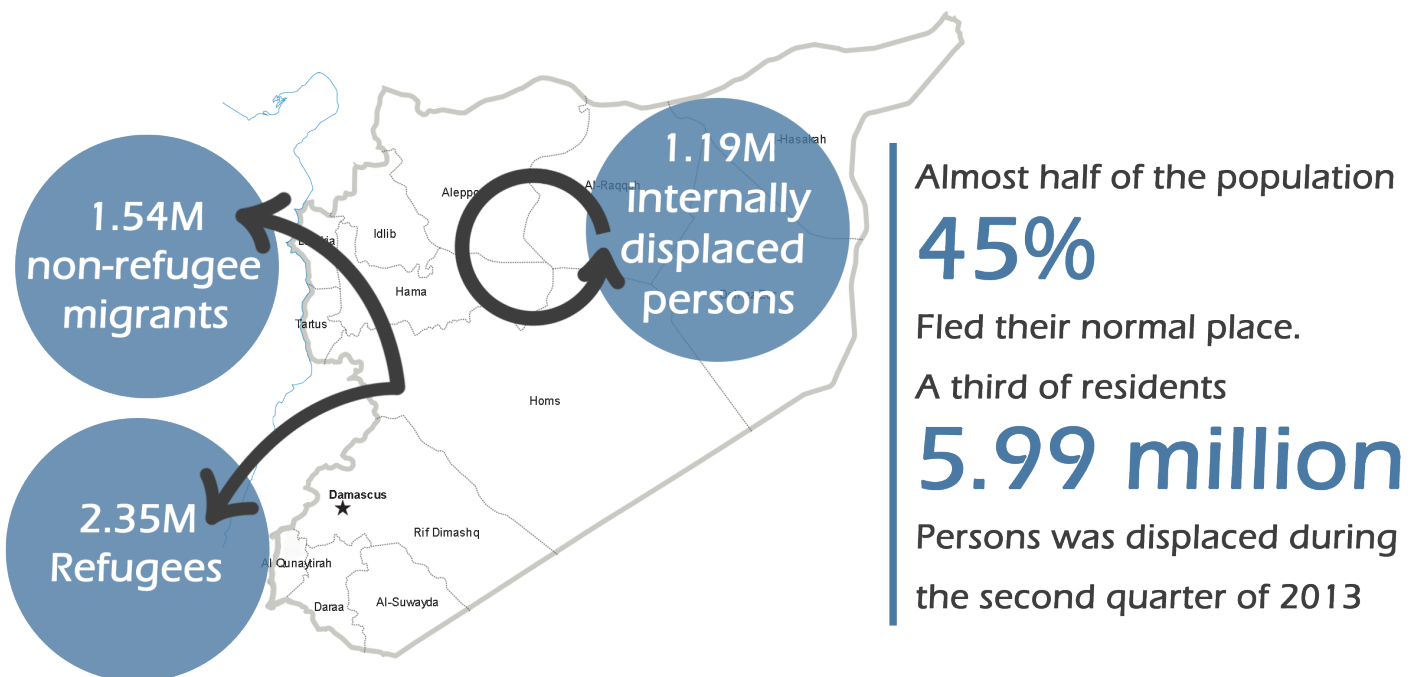 1.54M
non-refugee
migrants
2.35M
Refugees
1.19M
internally
displaced
persons
-Hasakah
Al-Raqqah
Aleppo
Idlib
Hama
Tartus
Homs
Damascus
Rif Dimashq
Al Qunaytirah
Daraa
Al-Suwayda
Almost half of the population
45%
Fled their normal place.
A third of residents
5.99 million
Persons was displaced during
the second quarter of 2013